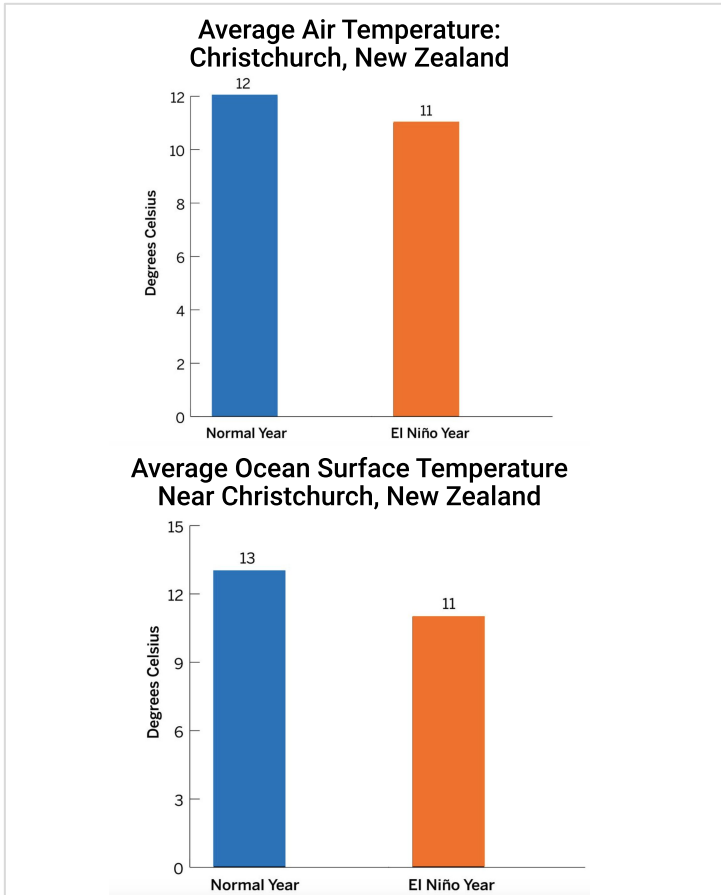 Average Air Temperature:
Christchurch, New Zealand
12
12
11
10
8
6
4
2
0
Degrees Celsius
Normal Year
El Niño Year
Average Ocean Surface Temperature
Near Christchurch, New Zealand
15
13
12
11
9
6
3
0
Degrees Celsius
Normal Year
El Niño Year